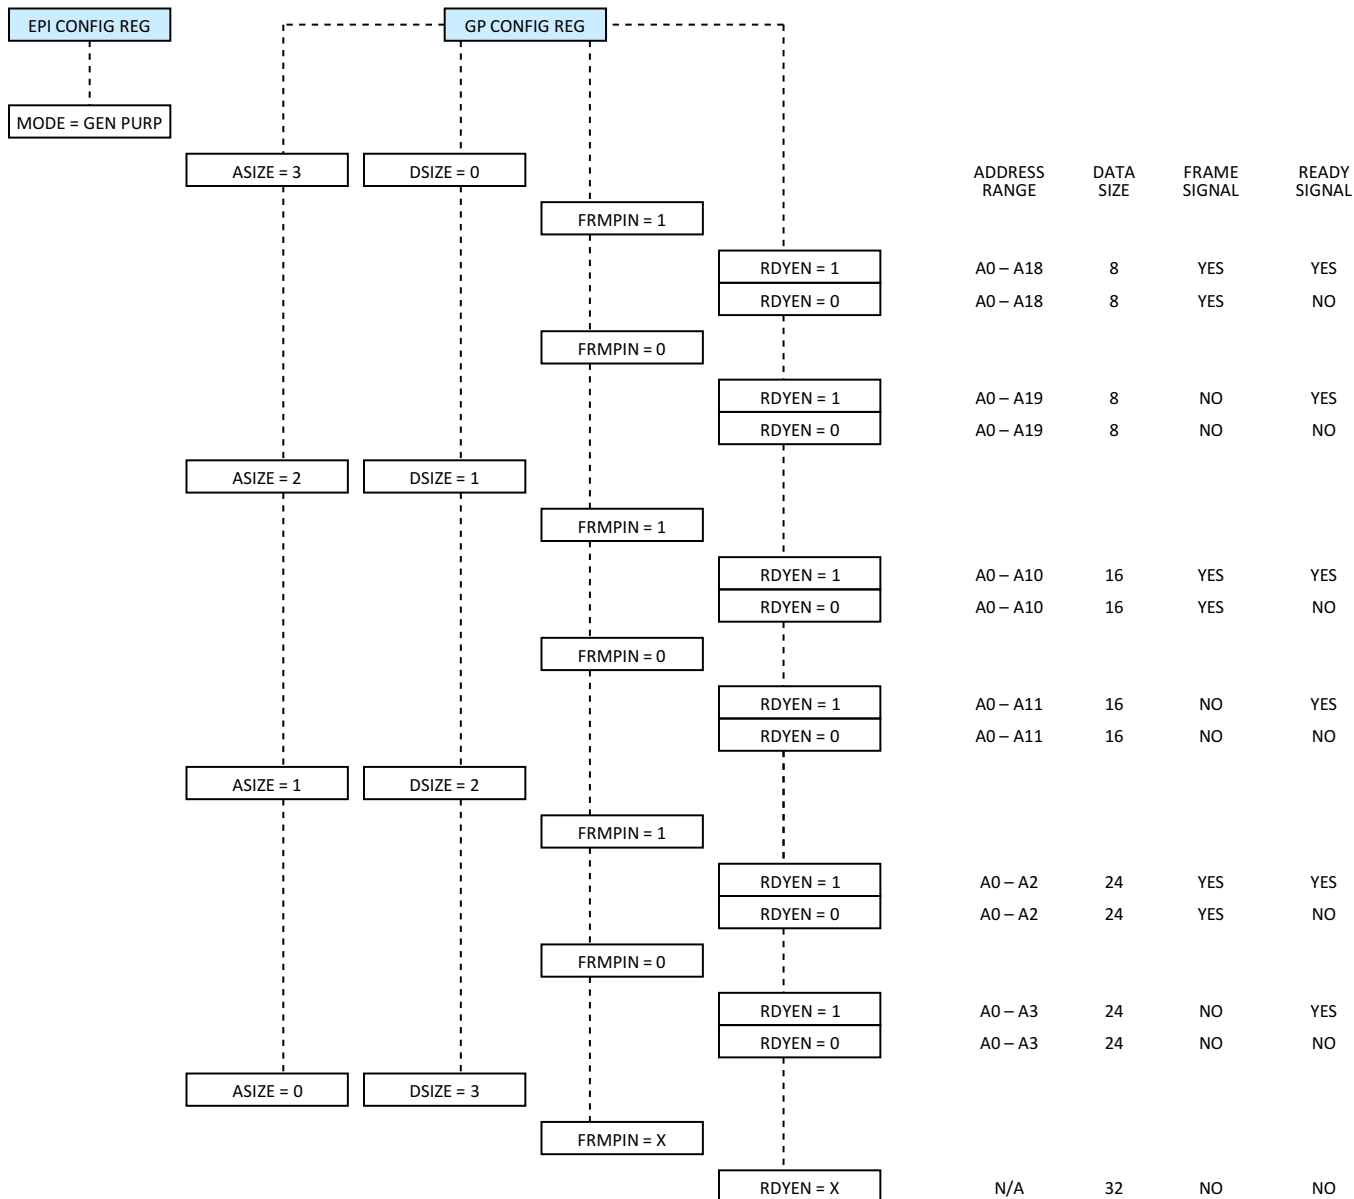 EPI CONFIG REG
GP CONFIG REG
MODE = GEN PURP
ASIZE = 3 DSIZE = 0 ADDRESS DATA FRAME READY
RANGE SIZE SIGNAL SIGNAL
FRMPIN = 1
RDYEN = 1 A0 – A18 8 YES YES
RDYEN = 0 A0 – A18 8 YES NO
FRMPIN = 0
RDYEN = 1 A0 – A19 8 NO YES
RDYEN = 0 A0 – A19 8 NO NO
ASIZE = 2 DSIZE = 1
FRMPIN = 1
RDYEN = 1 A0 – A10 16 YES YES
RDYEN = 0 A0 – A10 16 YES NO
FRMPIN = 0
RDYEN = 1 A0 – A11 16 NO YES
RDYEN = 0 A0 – A11 16 NO NO
ASIZE = 1 DSIZE = 2
FRMPIN = 1
RDYEN = 1 A0 – A2 24 YES YES
RDYEN = 0 A0 – A2 24 YES NO
FRMPIN = 0
RDYEN = 1 A0 – A3 24 NO YES
RDYEN = 0 A0 – A3 24 NO NO
ASIZE = 0 DSIZE = 3
FRMPIN = X
RDYEN = X N/A 32 NO NO